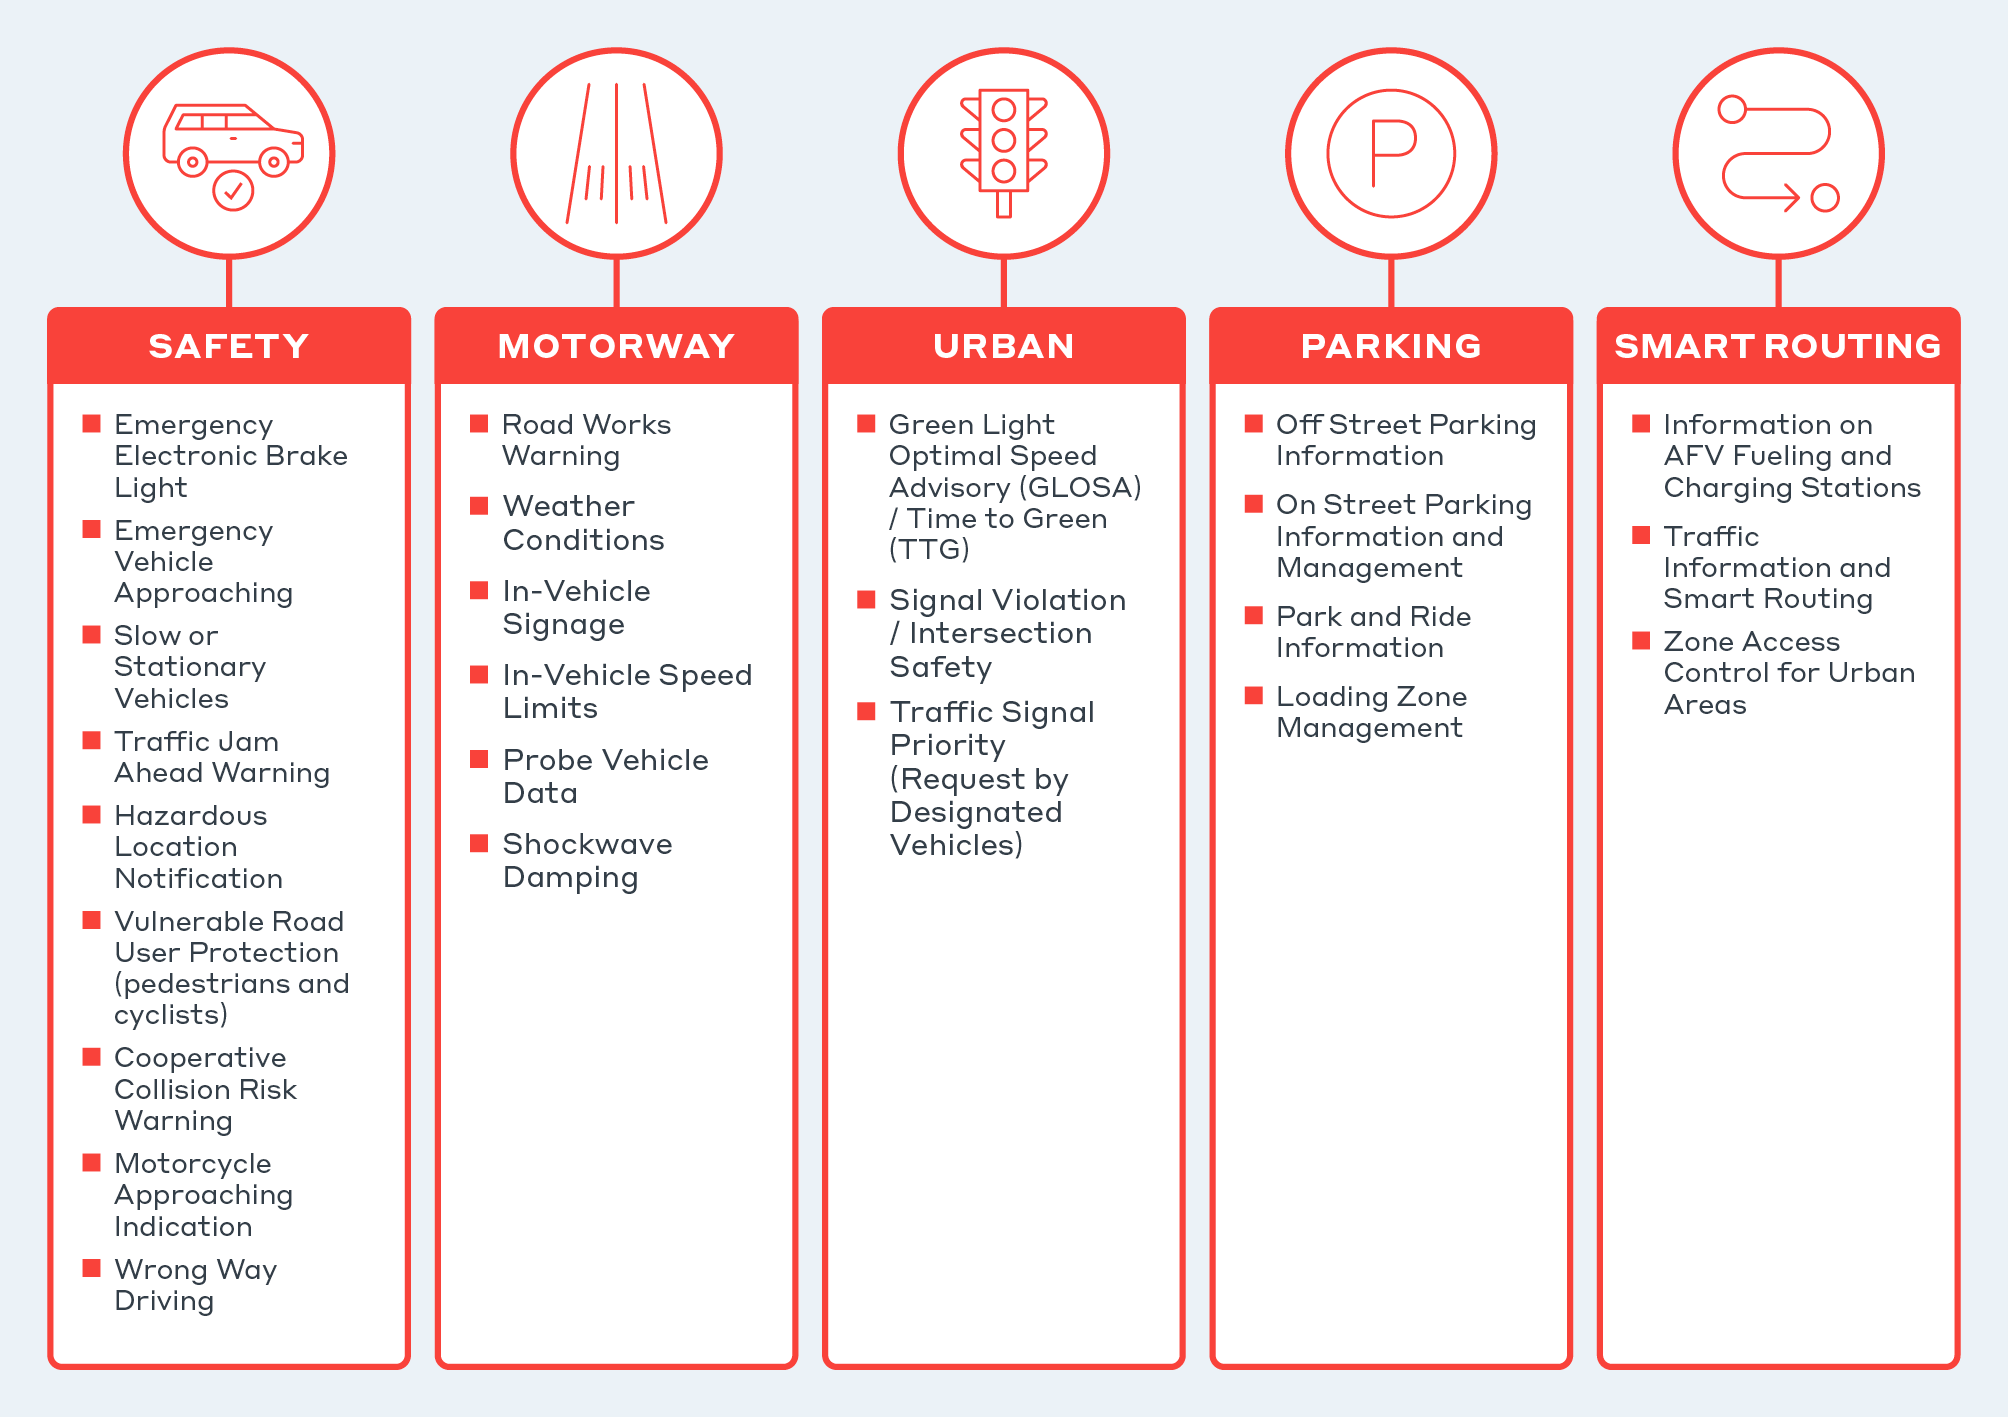 SAFETY
Emergency
Electronic Brake
Light
Emergency
Vehicle
Approaching
Slow or
Stationary
Vehicles
Traffic Jam
Ahead Warning
Hazardous
Location
Notification
Vulnerable Road
User Protection
(pedestrians and
cyclists)
Cooperative
Collision Risk
Warning
Motorcycle
Approaching
Indication
Wrong Way
Driving
MOTORWAY
Road Works
Warning
Weather
Conditions
In-Vehicle
Signage
In-Vehicle Speed
Limits
Probe Vehicle
Data
Shockwave
Damping
URBAN
Green Light
Optimal Speed
Advisory (GLOSA)
/ Time to Green
(TTG)
Signal Violation
/ Intersection
Safety
Traffic Signal
Priority
(Request by
Designated
Vehicles)
P
PARKING
Off Street Parking
Information
On Street Parking
Information and
Management
Park and Ride
Information
Loading Zone
Management
SMART ROUTING
Information on
AFV Fueling and
Charging Stations
Traffic
Information and
Smart Routing
Zone Access
Control for Urban
Areas